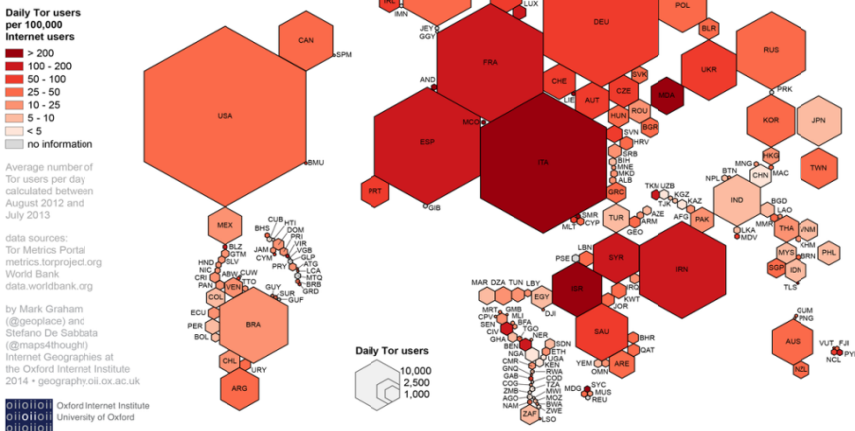 Daily Tor users
per 100,000
Internet users
> 200
100 - 200
50 - 100
25 - 50
10 - 25
5 - 10
< 5
no information
Average number of
Tor users per day
calculated between
August 2012 and
July 2013
data sources:
Tor Metrics Portal
metrics.torproject.org
World Bank
data.worldbank.org
by Mark Graham
(@geoplace) and
Stefano De Sabbata
(@maps4thought)
Internet Geographies at
the Oxford Internet Institute
2014 • geography.oii.ox.ac.uk
oiioiioii
oiioiioii
oiioiioii
Oxford Internet Institute
University of Oxford
CAN
SPM
USA
BMU
MEX
BLZ
GTM
SLV
HND
NIC
CRI
PAN
ABW
CUW
TTO
VEN
COL
GUY
SUR
GUF
ECU
PER
BOL
BRA
CHL
URY
ARG
CUB
HTI
BHS
DOM
PRI
VIR
JAM
VGB
CYM
GLP
ATG
PRY
LCA
MTQ
BRB
GRD
IMN
LUX
JEY
GGY
DEU
POL
BLR
FRA
AND
CHE
LIE
AUT
CZE
SVK
MDA
UKR
RUS
PRK
HUN
ROU
BGR
MCO
ESP
ITA
SVN
HRV
SRB
BIH
MNE
MKD
ALB
GRC
PRT
GIB
SMR
CYP
MLT
TUR
AZE
ARM
GEO
TKM
UZB
TJK
KGZ
KAZ
AFG
PAK
KOR
JPN
HKG
MAC
TWN
MNG
CHN
BTN
NPL
IND
LKA
MDV
BGD
LAO
MMR
THA
VNM
KHM
MYS
BRN
PHL
SGP
IDN
TLS
LBN
PSE
SYR
IRN
ISR
IRQ
KWT
JOR
MAR
DZA
TUN
LBY
EGY
DJI
SAU
BHR
QAT
YEM
OMN
ARE
MRT
GMB
CPV
MLI
SEN
BFA
CIV
TGO
GHA
NER
BEN
NGA
SDN
ETH
UGA
CMR
KEN
GNQ
RWA
GAB
COD
COG
TZA
ZMB
MWI
AGO
MOZ
NAM
BWA
ZWE
ZAF
LSO
MDG
SYC
MUS
REU
CUM
PNG
AUS
NZL
VUT
FJI
NCL
Daily Tor users
10,000
2,500
1,000